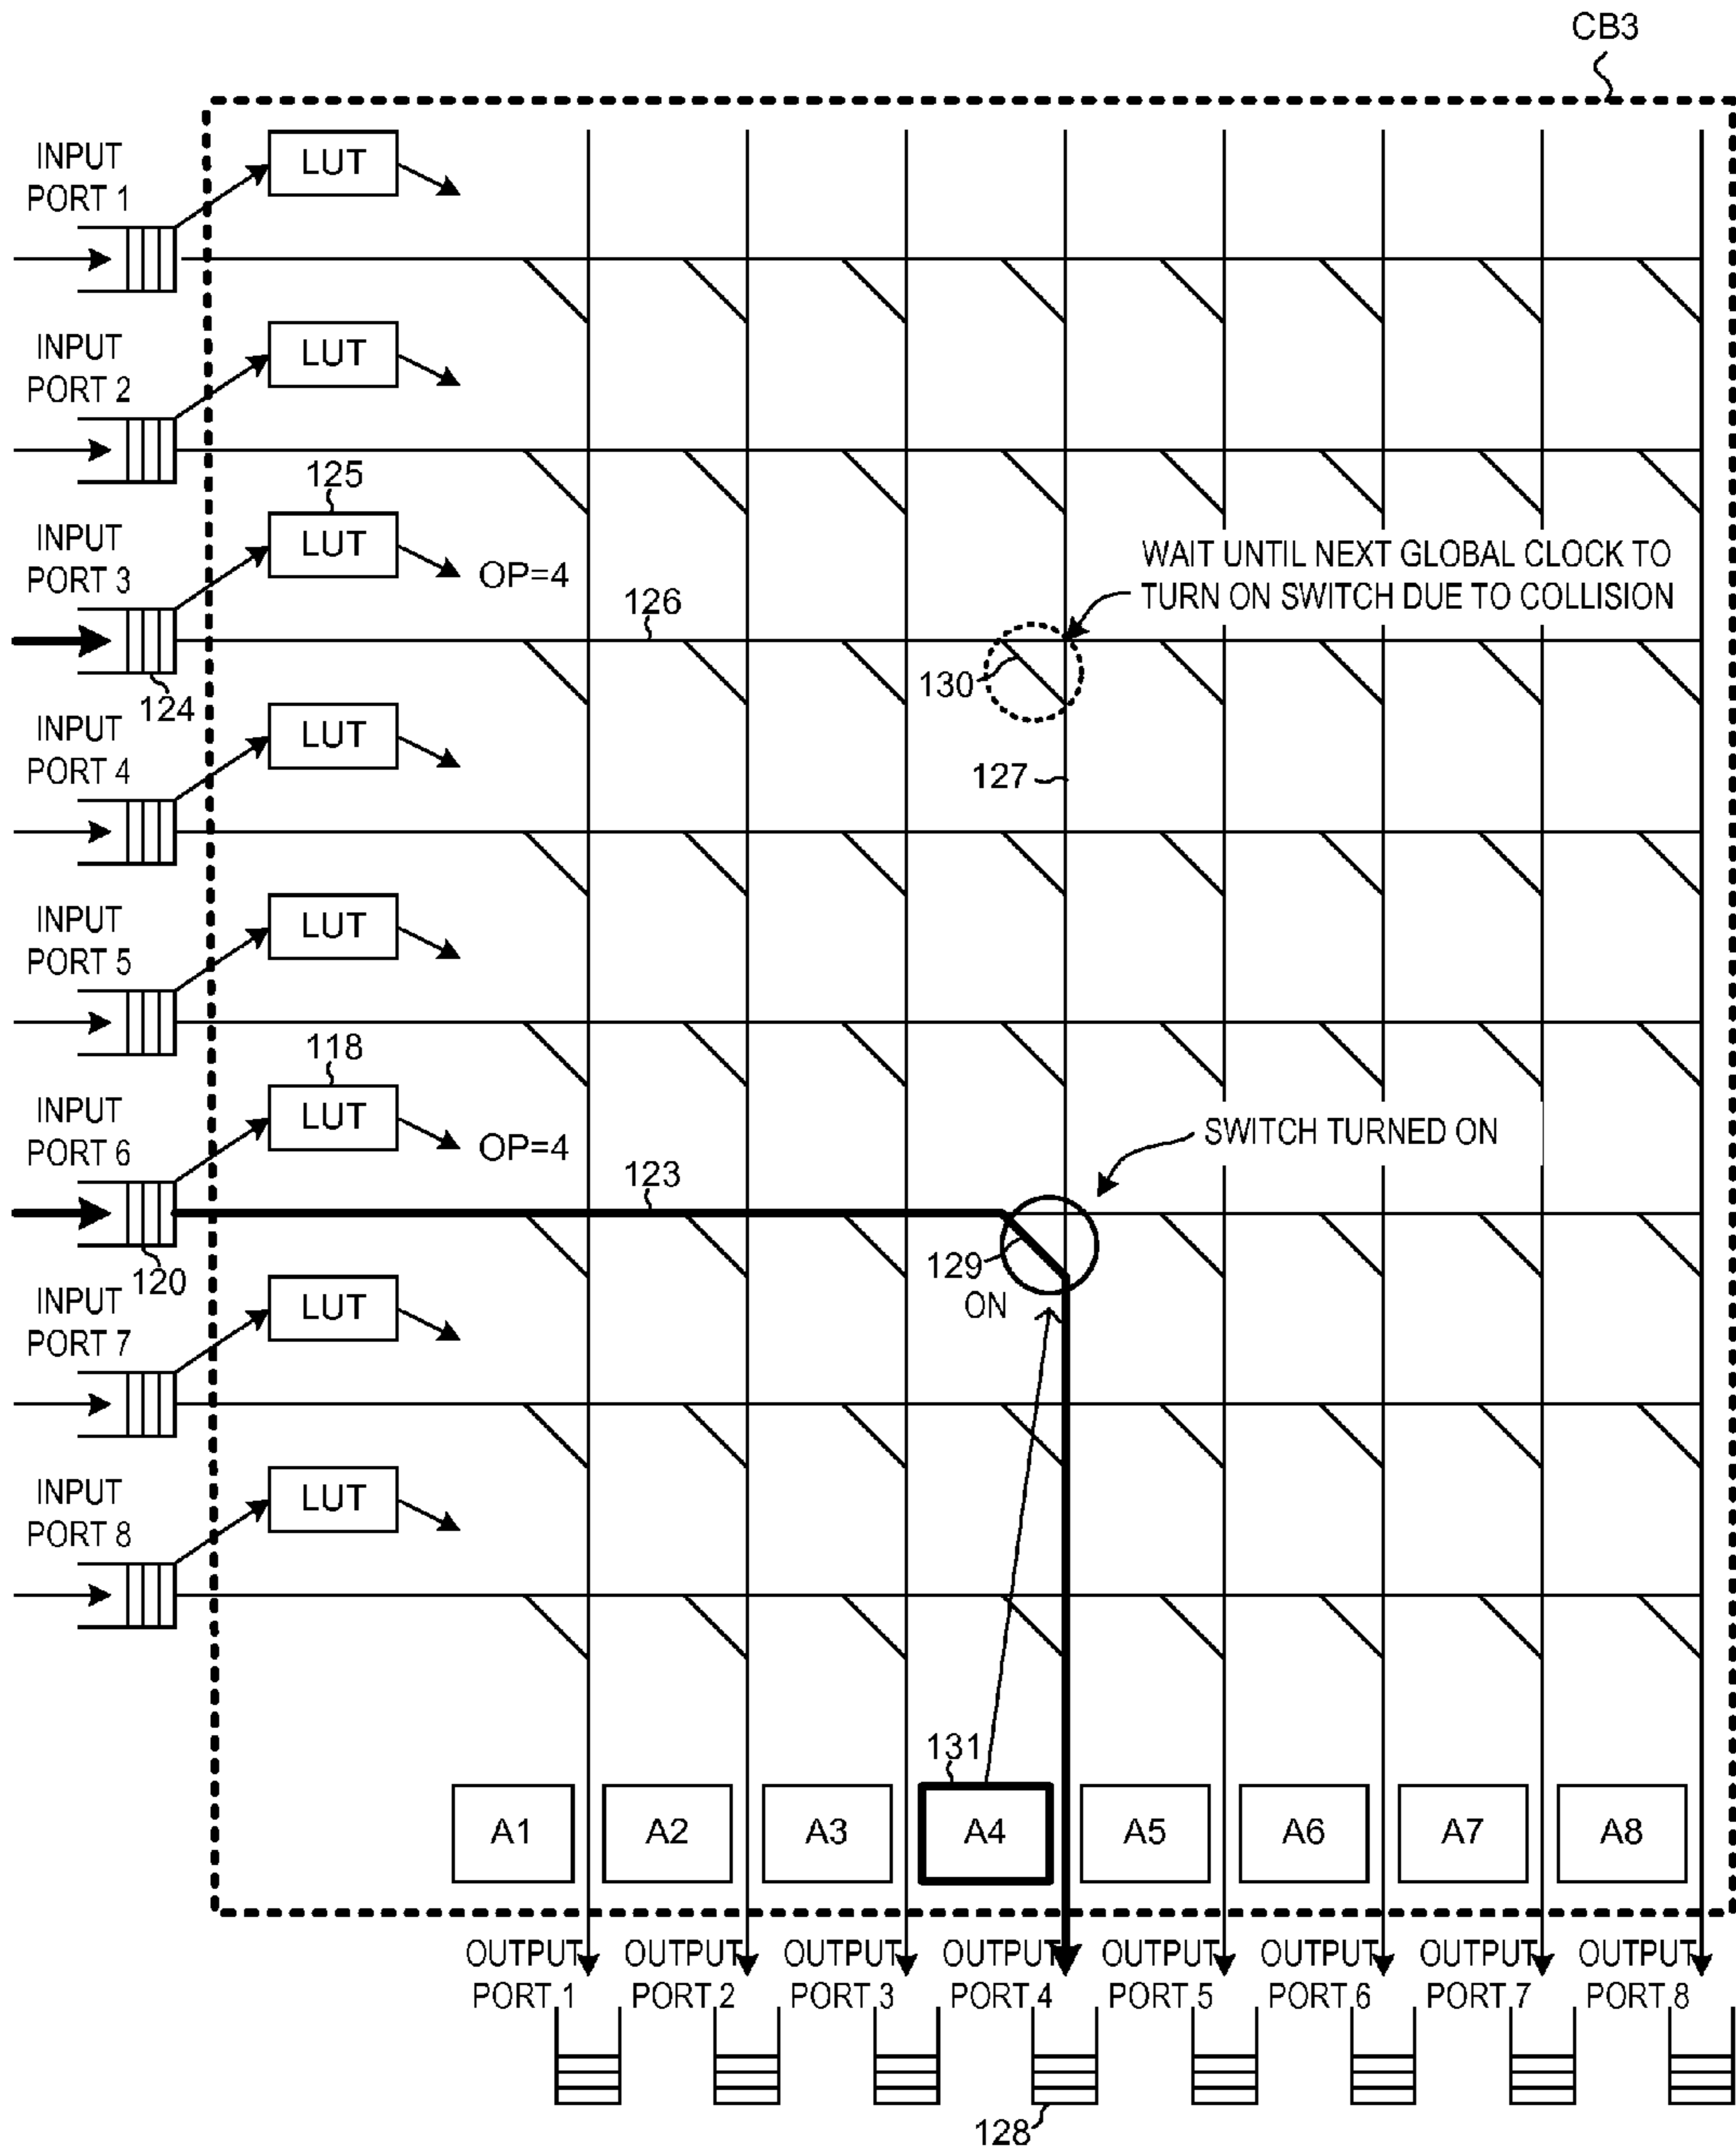 CB3
INPUT
PORT 1
LUT
INPUT
PORT 2
LUT
125
INPUT
PORT 3
LUT
OP=4
WAIT UNTIL NEXT GLOBAL CLOCK TO
TURN ON SWITCH DUE TO COLLISION
126
130
124
INPUT
PORT 4
LUT
127
INPUT
PORT 5
LUT
118
INPUT
PORT 6
LUT
OP=4
SWITCH TURNED ON
123
129
ON
120
INPUT
PORT 7
LUT
INPUT
PORT 8
LUT
131
A1
A2
A3
A4
A5
A6
A7
A8
OUTPUT
PORT 1
OUTPUT
PORT 2
OUTPUT
PORT 3
OUTPUT
PORT 4
OUTPUT
PORT 5
OUTPUT
PORT 6
OUTPUT
PORT 7
OUTPUT
PORT 8
128